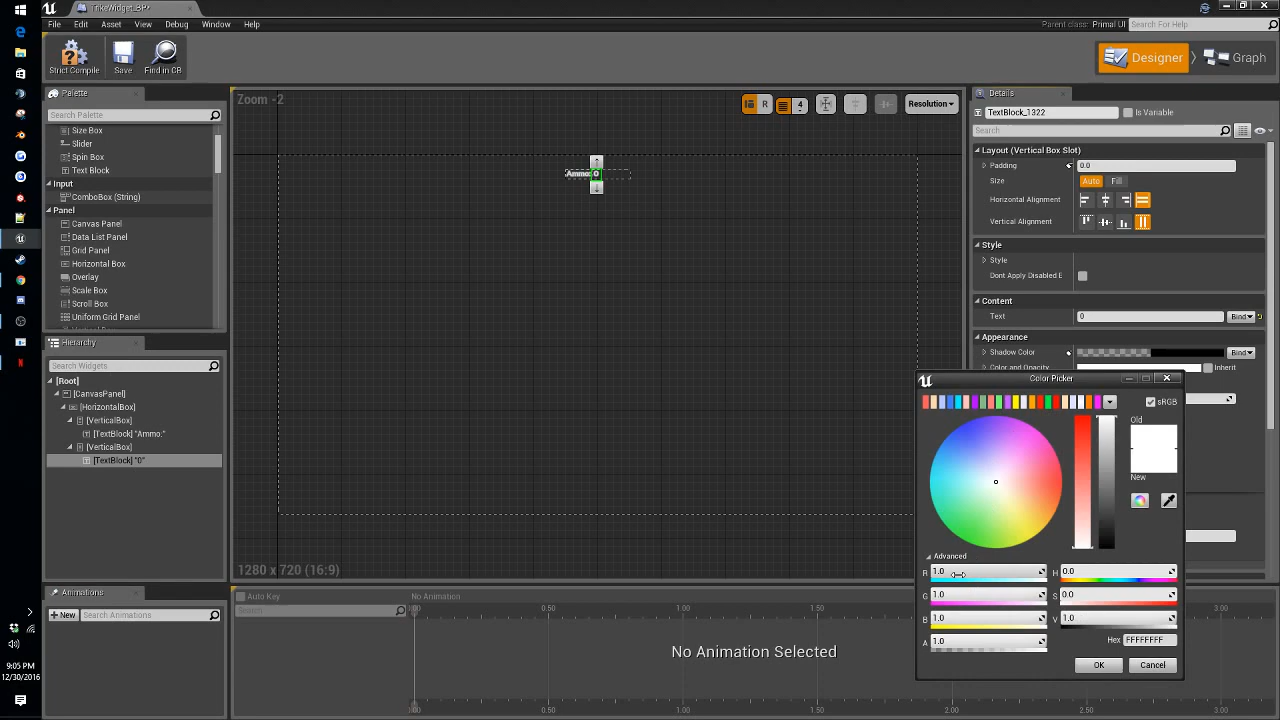 TrikeWidget_BP*
File Edit Asset View Debug Window Help
Parent class: Primal UI
Search For Help
Strict Compile
Save
Find in CB
Designer
Graph
Palette
Search Palette
Size Box
Slider
Spin Box
Text Block
Input
ComboBox (String)
Panel
Canvas Panel
Data List Panel
Grid Panel
Horizontal Box
Overlay
Scale Box
Scroll Box
Uniform Grid Panel
Hierarchy
Search Widgets
[Root]
[CanvasPanel]
[HorizontalBox]
[VerticalBox]
[TextBlock] "Ammo:"
[VerticalBox]
[TextBlock] "0"
Animations
+ New
Search Animations
Zoom -2
R
4
Resolution
Ammo: 0
1280 x 720 (16:9)
Details
TextBlock_1322
Is Variable
Search
Layout (Vertical Box Slot)
Padding 0.0
Size Auto Fill
Horizontal Alignment
Vertical Alignment
Style
Style
Dont Apply Disabled E
Content
Text 0 Bind
Appearance
Shadow Color Bind
Color and Opacity Inherit
Color Picker
sRGB
Old
New
Advanced
R 1.0 H 0.0
G 1.0 S 0.0
B 1.0 V 1.0
A 1.0 Hex FFFFFFFF
OK Cancel
Auto Key
No Animation
Search
0.00 0.50 1.00 1.50 3.00
No Animation Selected
0.50 1.00 2.00 2.50
9:05 PM
12/30/2016